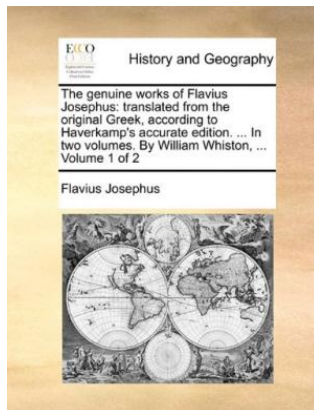 ECCO
History and Geography
The genuine works of Flavius
Josephus: translated from the
original Greek, according to
Haverkamp's accurate edition. ... In
two volumes. By William Whiston, ...
Volume 1 of 2
Flavius Josephus